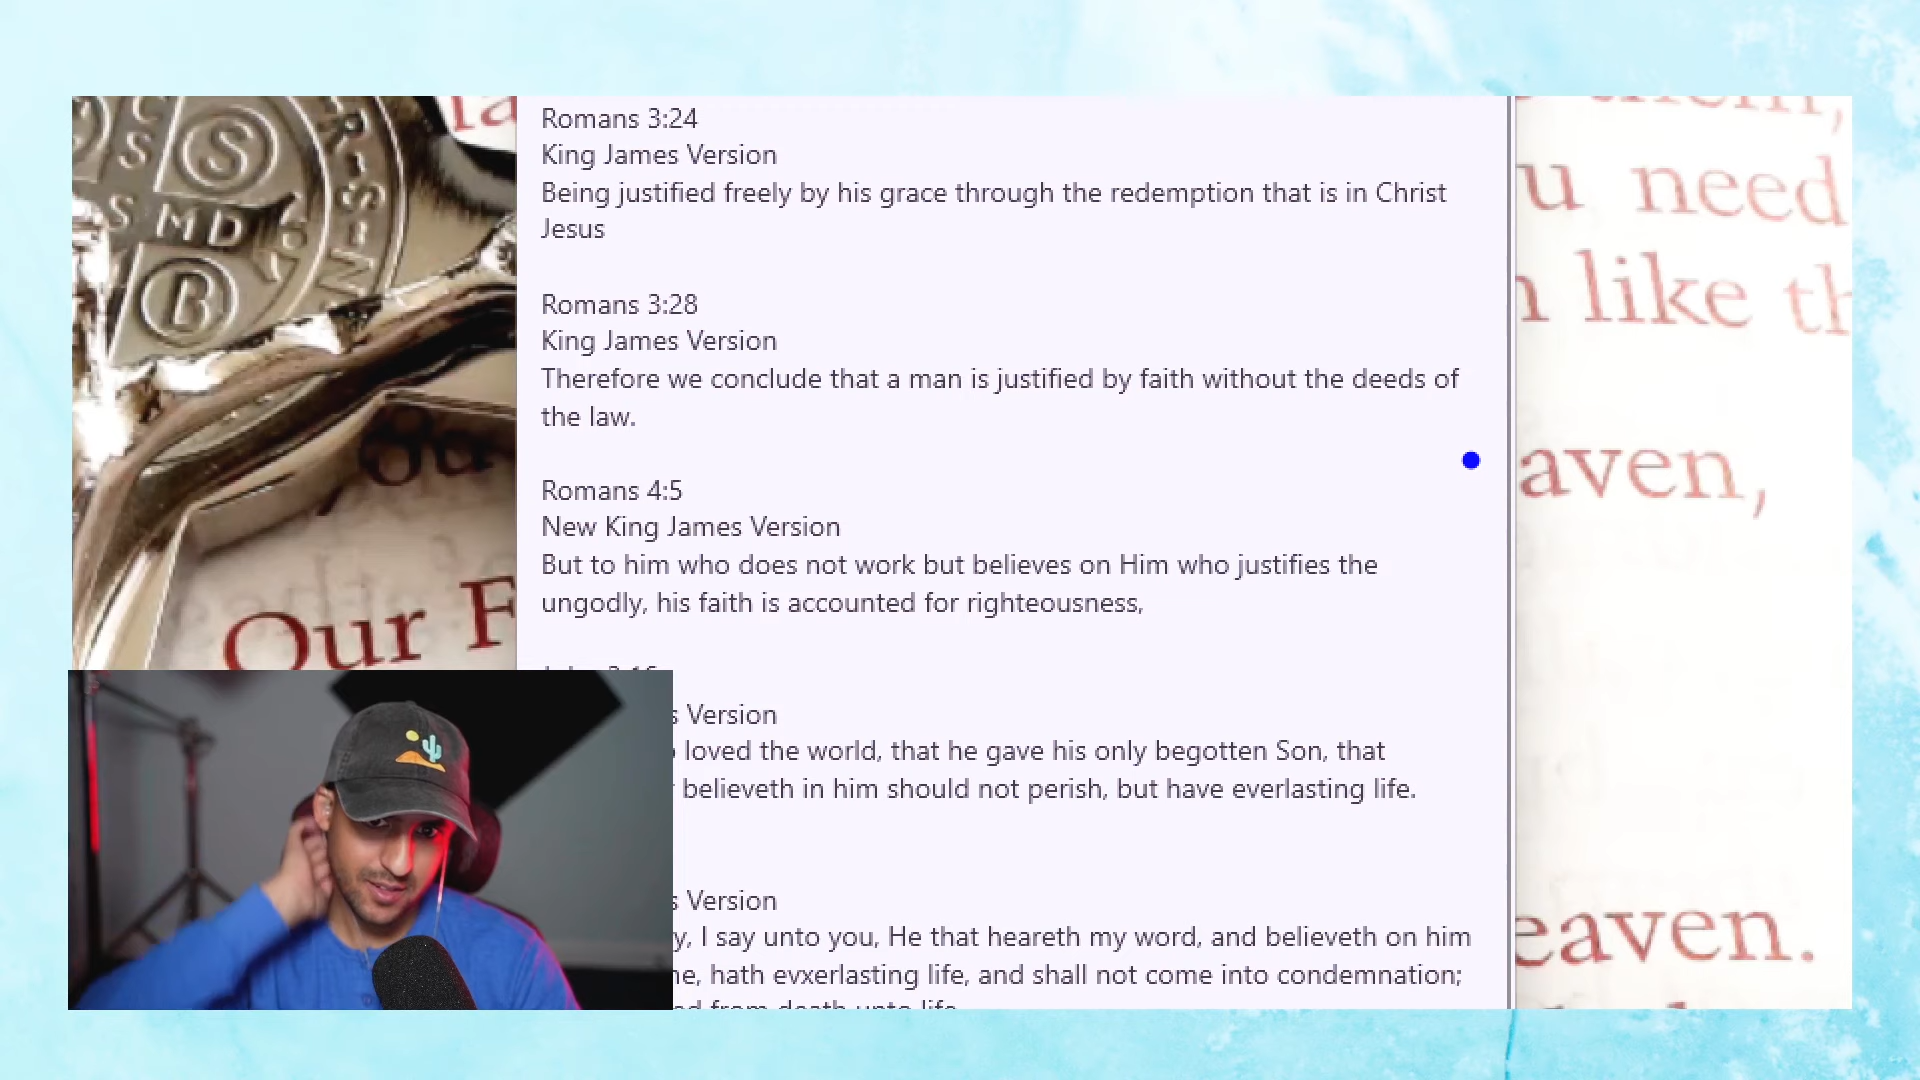 Romans 3:24
King James Version
Being justified freely by his grace through the redemption that is in Christ
Jesus
Romans 3:28
King James Version
Therefore we conclude that a man is justified by faith without the deeds of
the law.
Romans 4:5
New King James Version
But to him who does not work but believes on Him who justifies the
ungodly, his faith is accounted for righteousness,
Version
loved the world, that he gave his only begotten Son, that
believeth in him should not perish, but have everlasting life.
Version
I say unto you, He that heareth my word, and believeth on him
hath evxerlasting life, and shall not come into condemnation;
from death unto life
S
S
R-S-
S M D
B
Our F
them,
u need
like th
aven,
eaven.